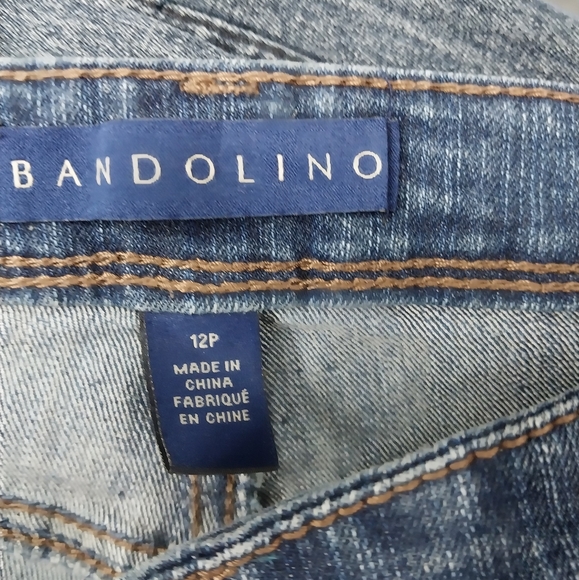 BANDOLINO
12P
MADE IN
CHINA
FABRIQUÉ
EN CHINE